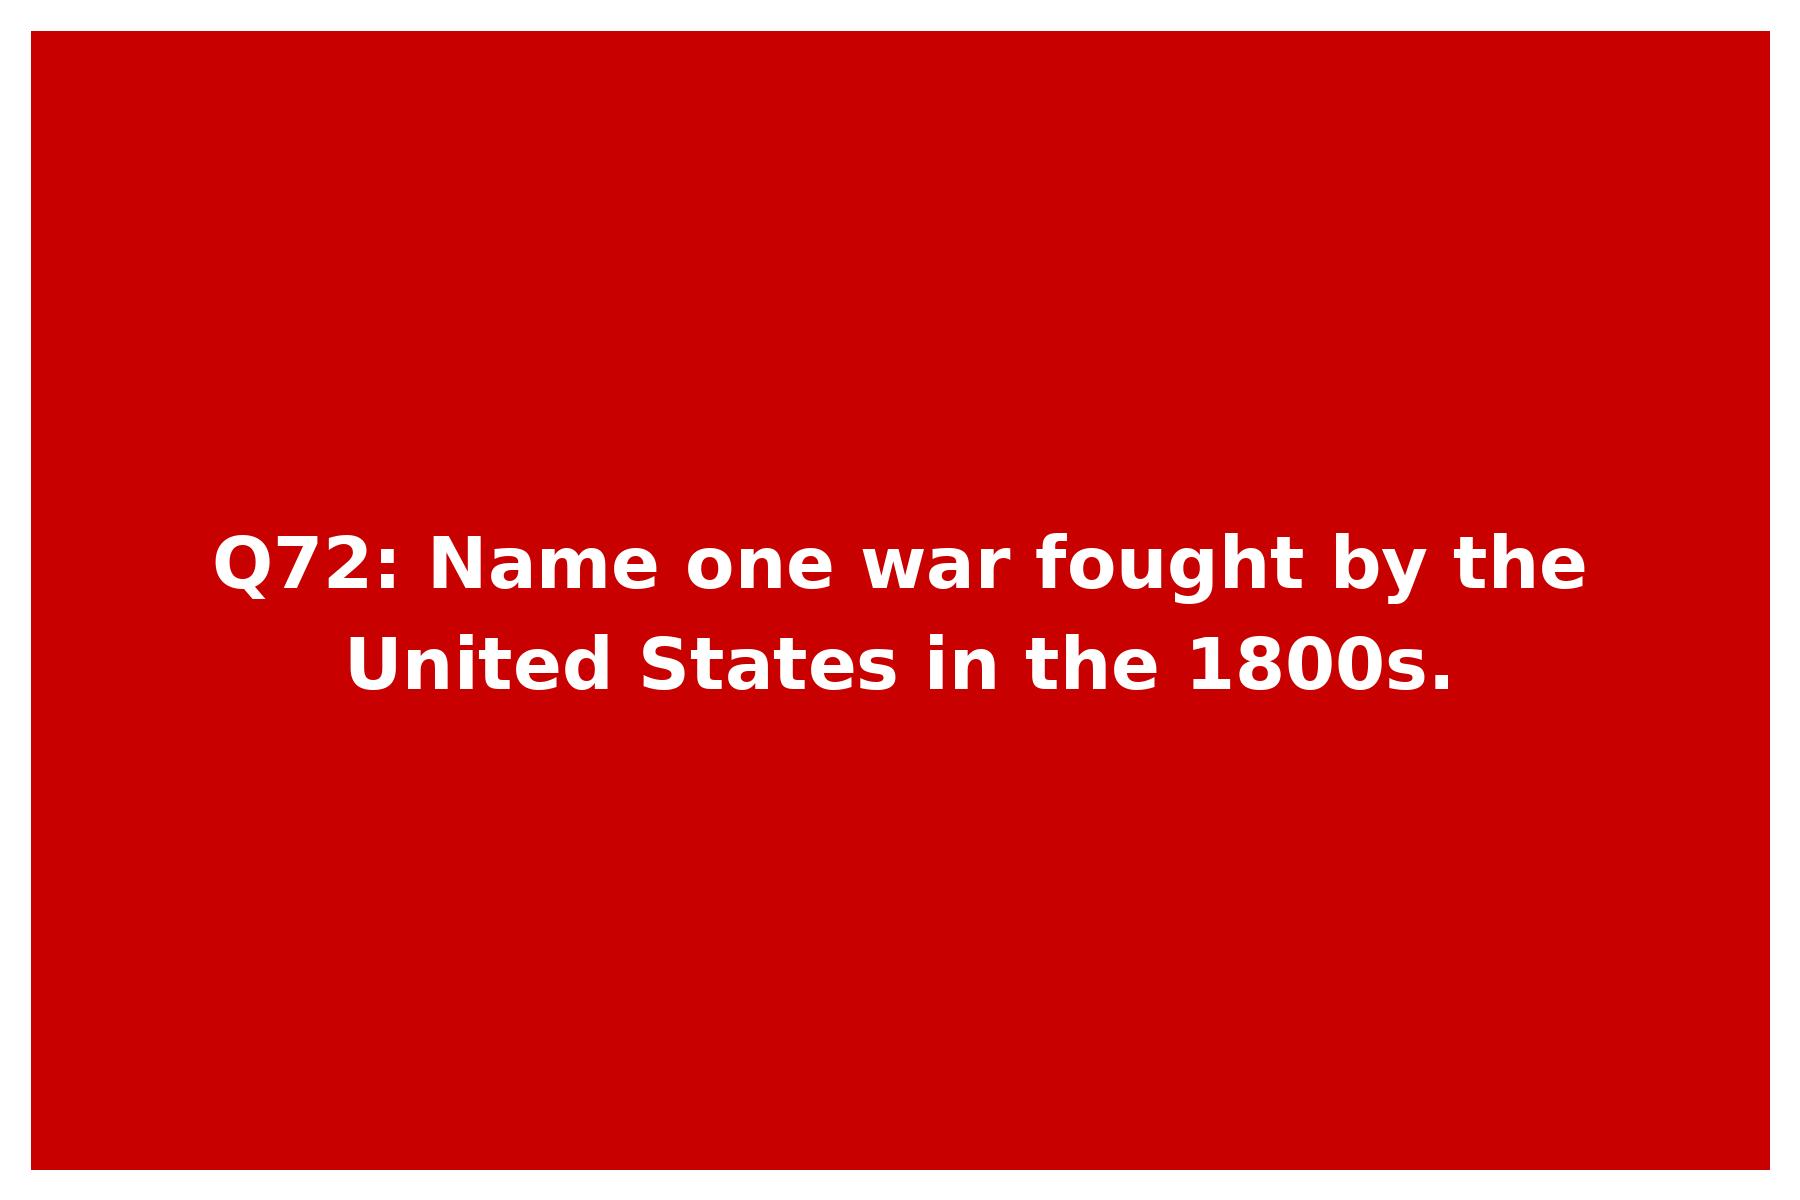 Q72: Name one war fought by the
United States in the 1800s.